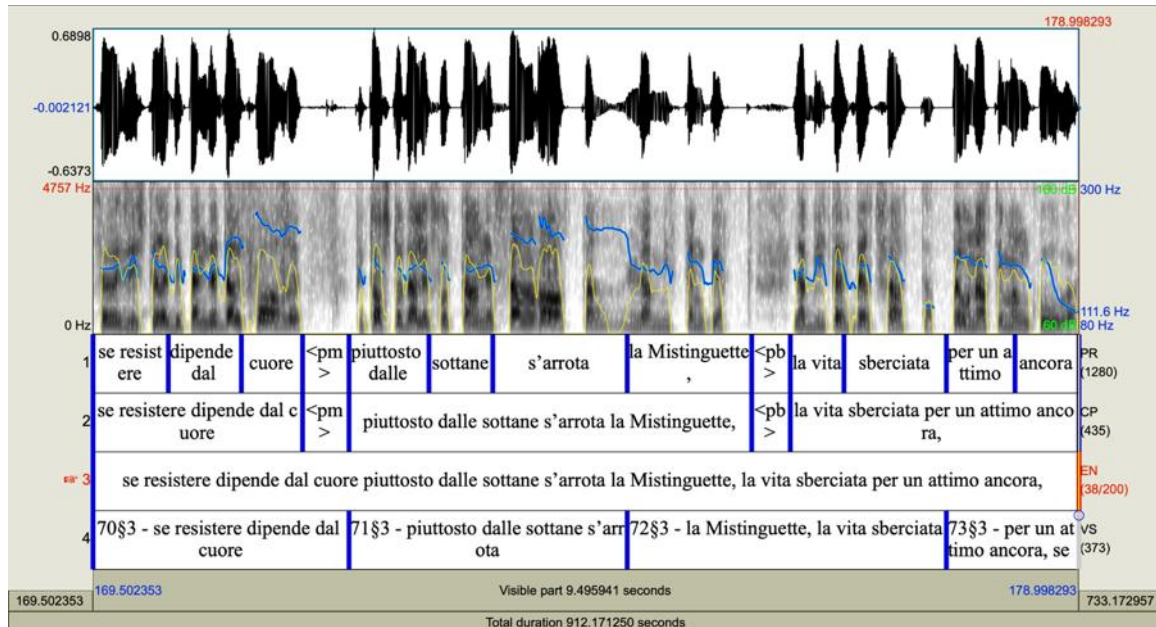 178.998293
0.6898
-0.002121
-0.6373
4757 Hz
100 dB
300 Hz
111.6 Hz
0 Hz
60 dB
80 Hz
1
se resist
ere
dipende
dal
cuore
<pm
>
piuttosto
dalle
sottane
s’arrota
la Mistinguette
,
<pb
>
la vita
sberciata
per un a
ttimo
ancora
PR
(1280)
2
se resistere dipende dal c
uore
<pm
>
piuttosto dalle sottane s’arrota la Mistinguette,
<pb
>
la vita sberciata per un attimo anco
ra,
CP
(435)
3
se resistere dipende dal cuore piuttosto dalle sottane s’arrota la Mistinguette, la vita sberciata per un attimo ancora,
EN
(38/200)
4
70§3 - se resistere dipende dal
cuore
71§3 - piuttosto dalle sottane s’arr
ota
72§3 - la Mistinguette, la vita sberciata
73§3 - per un at
timo ancora, se
VS
(373)
169.502353
169.502353
Visible part 9.495941 seconds
178.998293
733.172957
Total duration 912.171250 seconds